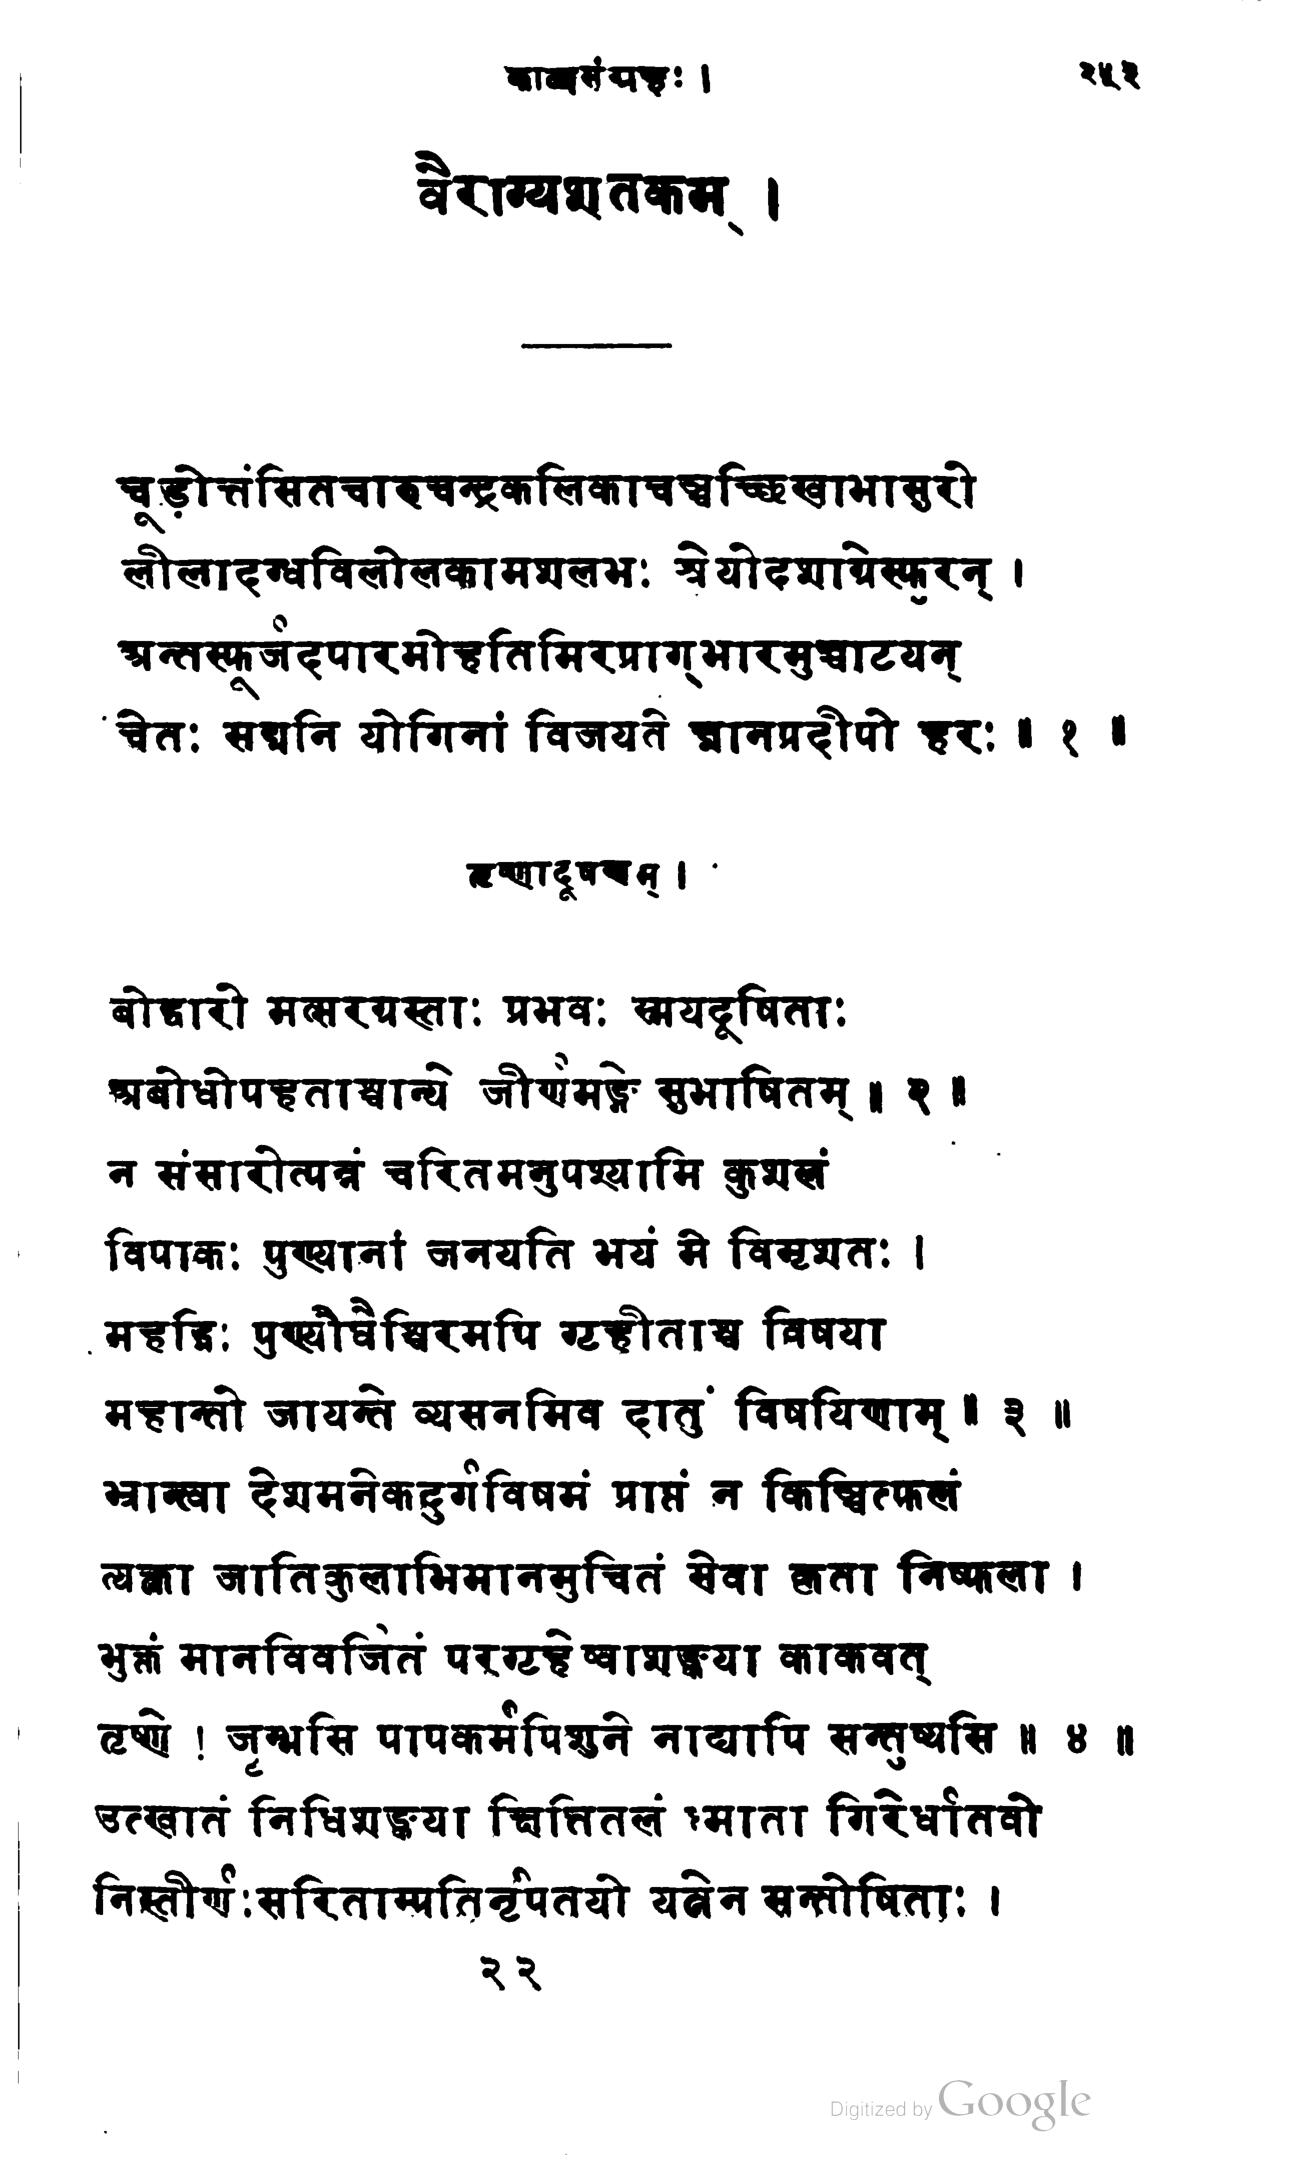 काव्यसंग्रहः । २५३
वैराग्यशतकम् ।
चूड़ोत्तंसितचारुचन्द्रकलिकाचञ्चच्छिखाभासुरो
लीलादग्धविलोलकामशलभः श्रेयोदशाग्रेस्फुरन् ।
अन्तस्फूर्जदपारमोहतिमिरप्राग्भारमुच्चाटयन्
चेतः सद्मनि योगिनां विजयते ज्ञानप्रदीपो हरः ॥ १ ॥
तृष्णादूषणम् ।
बोद्धारो मत्सरग्रस्ताः प्रभवः स्मयदूषिताः
अबोधोपहताश्चान्ये जीर्णमङ्गे सुभाषितम् ॥ २ ॥
न संसारोत्पन्नं चरितमनुपश्यामि कुशलं
विपाकः पुण्यानां जनयति भयं मे विमृशतः ।
महद्भिः पुण्यौघैश्चिरमपि गृहीताश्च विषया
महान्तो जायन्ते व्यसनमिव दातुं विषयिणाम् ॥ ३ ॥
भ्रान्त्वा देशमनेकदुर्गविषमं प्राप्तं न किञ्चित्फलं
त्यक्त्वा जातिकुलाभिमानमुचितं सेवा कृता निष्फला ।
भुक्तं मानविवर्जितं परगृहेष्वाशङ्कया काकवत्
तृष्णे ! जृम्भसि पापकर्मपिशुने नाद्यापि सन्तुष्यसि ॥ ४ ॥
उत्खातं निधिशङ्कया क्षितितलं ध्माता गिरेर्धातवो
निस्तीर्णः सरिताम्पतिर्नृपतयो यत्नेन सन्तोषिताः ।
२२
Digitized by Google